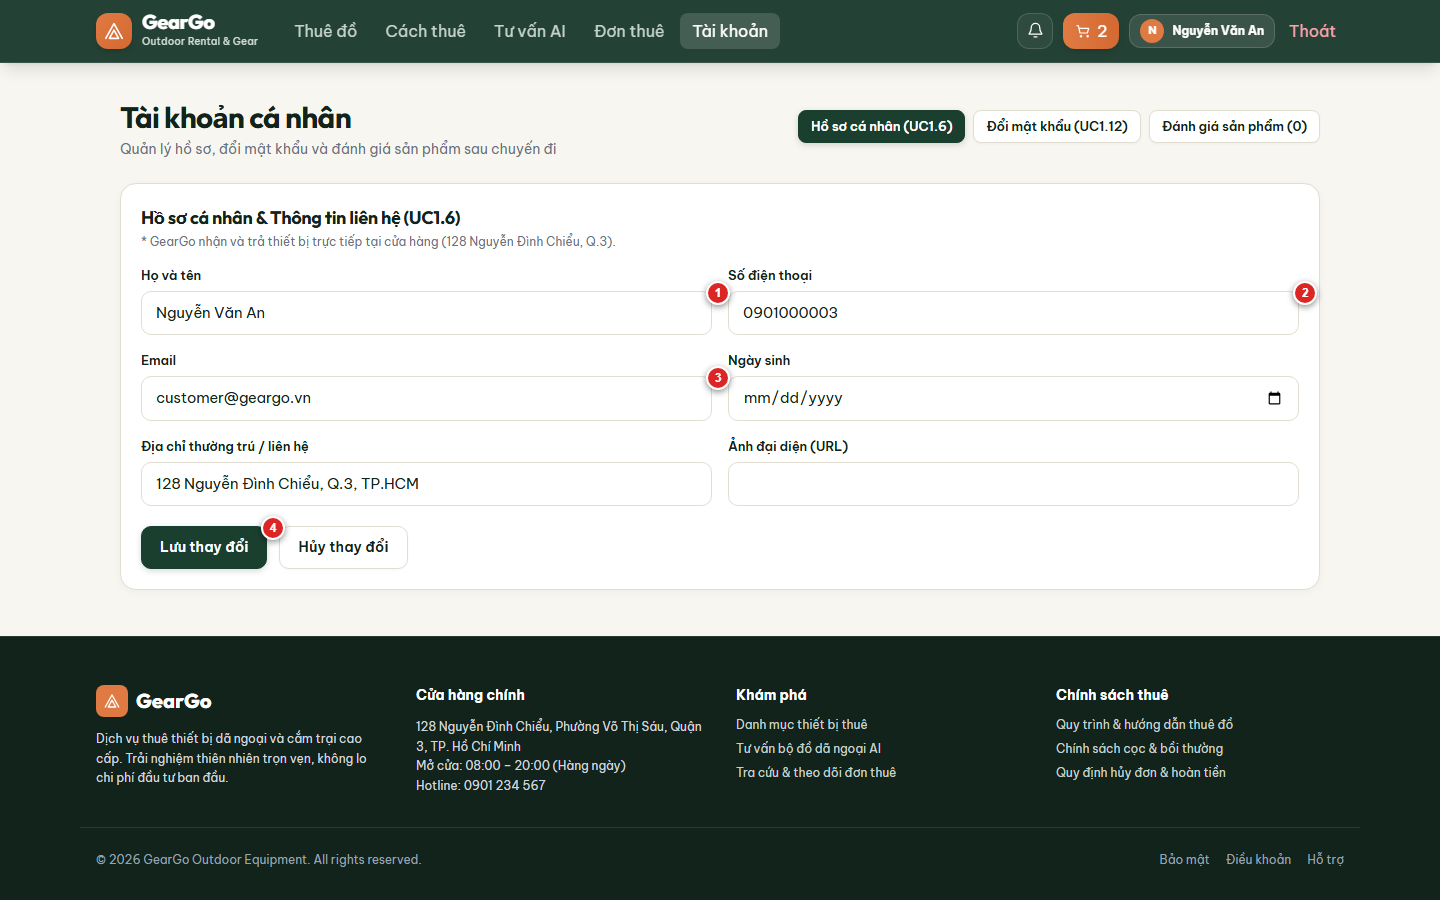 GearGo
Outdoor Rental & Gear
Thuê đồ
Cách thuê
Tư vấn AI
Đơn thuê
Tài khoản
2
N
Nguyễn Văn An
Thoát
Tài khoản cá nhân
Quản lý hồ sơ, đổi mật khẩu và đánh giá sản phẩm sau chuyến đi
Hồ sơ cá nhân (UC1.6)
Đổi mật khẩu (UC1.12)
Đánh giá sản phẩm (0)
Hồ sơ cá nhân & Thông tin liên hệ (UC1.6)
* GearGo nhận và trả thiết bị trực tiếp tại cửa hàng (128 Nguyễn Đình Chiểu, Q.3).
Họ và tên
Nguyễn Văn An
1
Số điện thoại
0901000003
2
Email
customer@geargo.vn
3
Ngày sinh
mm/dd/yyyy
Địa chỉ thường trú / liên hệ
128 Nguyễn Đình Chiểu, Q.3, TP.HCM
Ảnh đại diện (URL)
Lưu thay đổi
4
Hủy thay đổi
GearGo
Dịch vụ thuê thiết bị dã ngoại và cắm trại cao
cấp. Trải nghiệm thiên nhiên trọn vẹn, không lo
chi phí đầu tư ban đầu.
Cửa hàng chính
128 Nguyễn Đình Chiểu, Phường Võ Thị Sáu, Quận
3, TP. Hồ Chí Minh
Mở cửa: 08:00 – 20:00 (Hàng ngày)
Hotline: 0901 234 567
Khám phá
Danh mục thiết bị thuê
Tư vấn bộ đồ dã ngoại AI
Tra cứu & theo dõi đơn thuê
Chính sách thuê
Quy trình & hướng dẫn thuê đồ
Chính sách cọc & bồi thường
Quy định hủy đơn & hoàn tiền
© 2026 GearGo Outdoor Equipment. All rights reserved.
Bảo mật
Điều khoản
Hỗ trợ